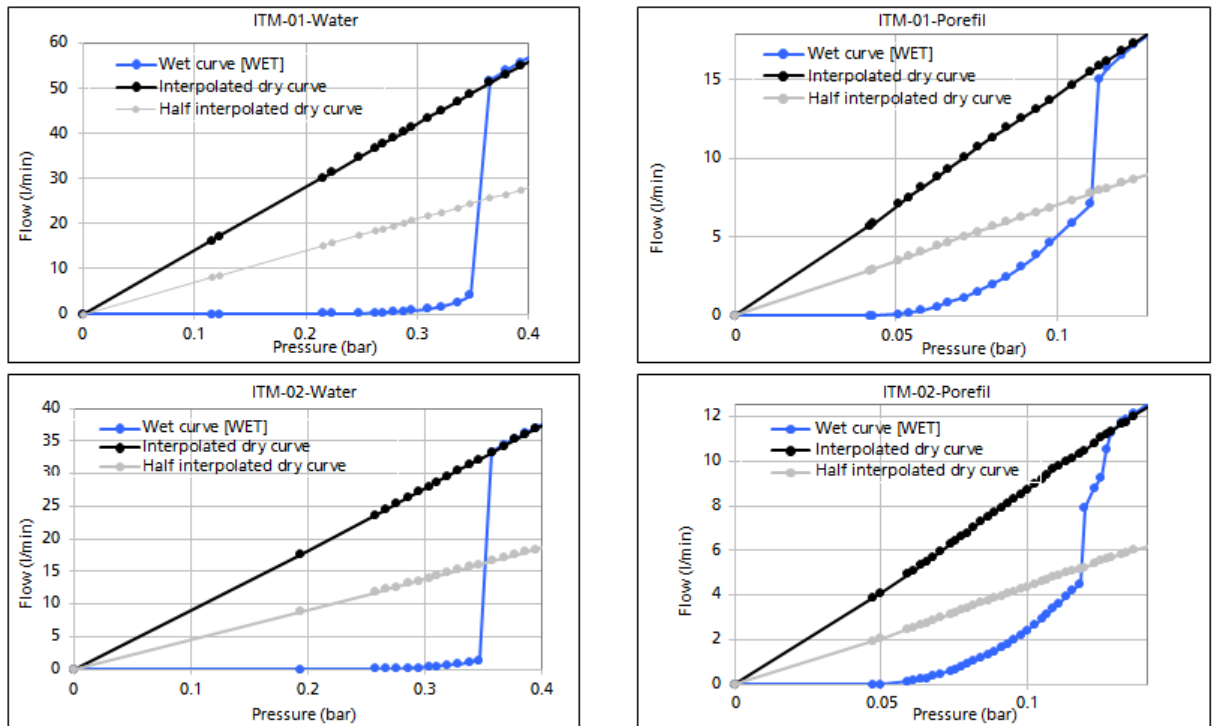 ITM-01-Water
60
50
40
30
20
10
0
Flow (l/min)
Wet curve [WET]
Interpolated dry curve
Half interpolated dry curve
0 0.1 0.2 0.3 0.4
Pressure (bar)
ITM-01-Porefil
15
10
5
0
Flow (l/min)
Wet curve [WET]
Interpolated dry curve
Half interpolated dry curve
0 0.05 0.1
Pressure (bar)
ITM-02-Water
40
35
30
25
20
15
10
5
0
Flow (l/min)
Wet curve [WET]
Interpolated dry curve
Half interpolated dry curve
0 0.1 0.2 0.3 0.4
Pressure (bar)
ITM-02-Porefil
12
10
8
6
4
2
0
Flow (l/min)
Wet curve [WET]
Interpolated dry curve
Half interpolated dry curve
0 0.05 0.1
Pressure (bar)